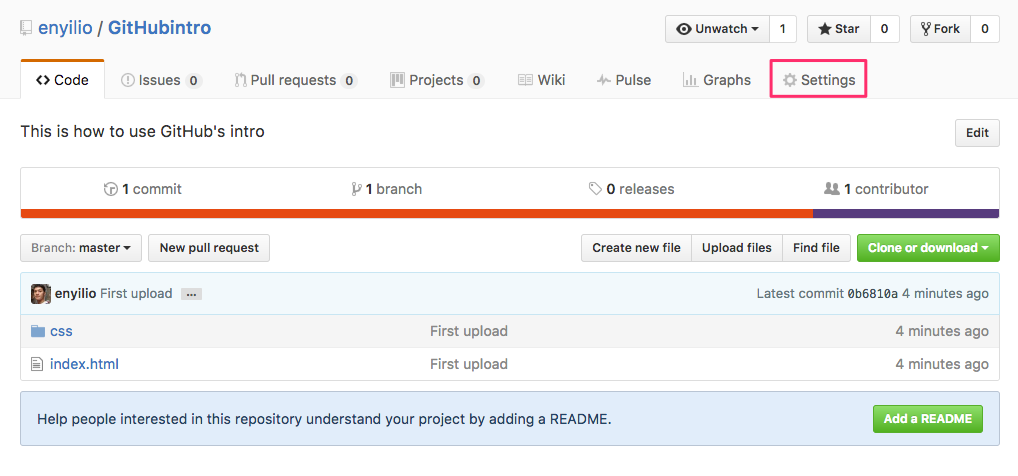 enyilio / GitHubintro Unwatch 1 Star 0 Fork 0
Code Issues 0 Pull requests 0 Projects 0 Wiki Pulse Graphs Settings
This is how to use GitHub's intro Edit
1 commit 1 branch 0 releases 1 contributor
Branch: master New pull request Create new file Upload files Find file Clone or download
enyilio First upload ... Latest commit 0b6810a 4 minutes ago
css First upload 4 minutes ago
index.html First upload 4 minutes ago
Help people interested in this repository understand your project by adding a README. Add a README